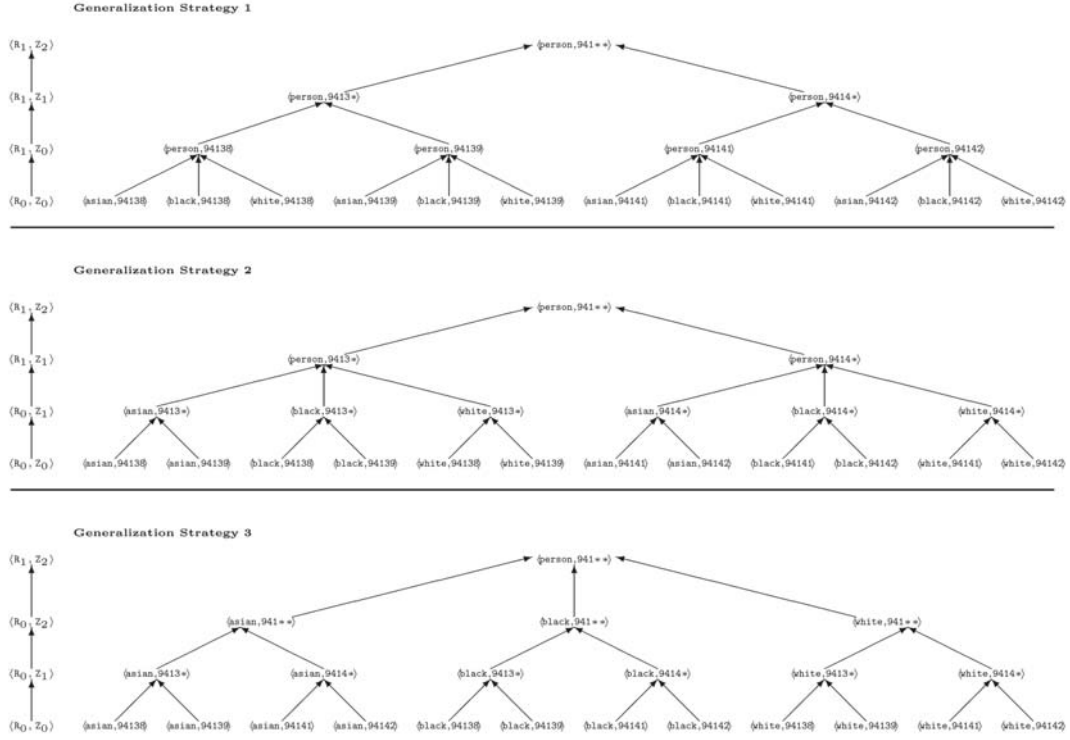 Generalization Strategy 1
⟨R₁, Z₂⟩ ⟨person,941**⟩
⟨R₁, Z₁⟩ ⟨person,9413*⟩ ⟨person,9414*⟩
⟨R₁, Z₀⟩ ⟨person,94138⟩ ⟨person,94139⟩ ⟨person,94141⟩ ⟨person,94142⟩
⟨R₀, Z₀⟩ ⟨asian,94138⟩ ⟨black,94138⟩ ⟨white,94138⟩ ⟨asian,94139⟩ ⟨black,94139⟩ ⟨white,94139⟩ ⟨asian,94141⟩ ⟨black,94141⟩ ⟨white,94141⟩ ⟨asian,94142⟩ ⟨black,94142⟩ ⟨white,94142⟩
Generalization Strategy 2
⟨R₁, Z₂⟩ ⟨person,941**⟩
⟨R₁, Z₁⟩ ⟨person,9413*⟩ ⟨person,9414*⟩
⟨R₀, Z₁⟩ ⟨asian,9413*⟩ ⟨black,9413*⟩ ⟨white,9413*⟩ ⟨asian,9414*⟩ ⟨black,9414*⟩ ⟨white,9414*⟩
⟨R₀, Z₀⟩ ⟨asian,94138⟩ ⟨asian,94139⟩ ⟨black,94138⟩ ⟨black,94139⟩ ⟨white,94138⟩ ⟨white,94139⟩ ⟨asian,94141⟩ ⟨asian,94142⟩ ⟨black,94141⟩ ⟨black,94142⟩ ⟨white,94141⟩ ⟨white,94142⟩
Generalization Strategy 3
⟨R₁, Z₂⟩ ⟨person,941**⟩
⟨R₀, Z₂⟩ ⟨asian,941**⟩ ⟨black,941**⟩ ⟨white,941**⟩
⟨R₀, Z₁⟩ ⟨asian,9413*⟩ ⟨asian,9414*⟩ ⟨black,9413*⟩ ⟨black,9414*⟩ ⟨white,9413*⟩ ⟨white,9414*⟩
⟨R₀, Z₀⟩ ⟨asian,94138⟩ ⟨asian,94139⟩ ⟨asian,94141⟩ ⟨asian,94142⟩ ⟨black,94138⟩ ⟨black,94139⟩ ⟨black,94141⟩ ⟨black,94142⟩ ⟨white,94138⟩ ⟨white,94139⟩ ⟨white,94141⟩ ⟨white,94142⟩